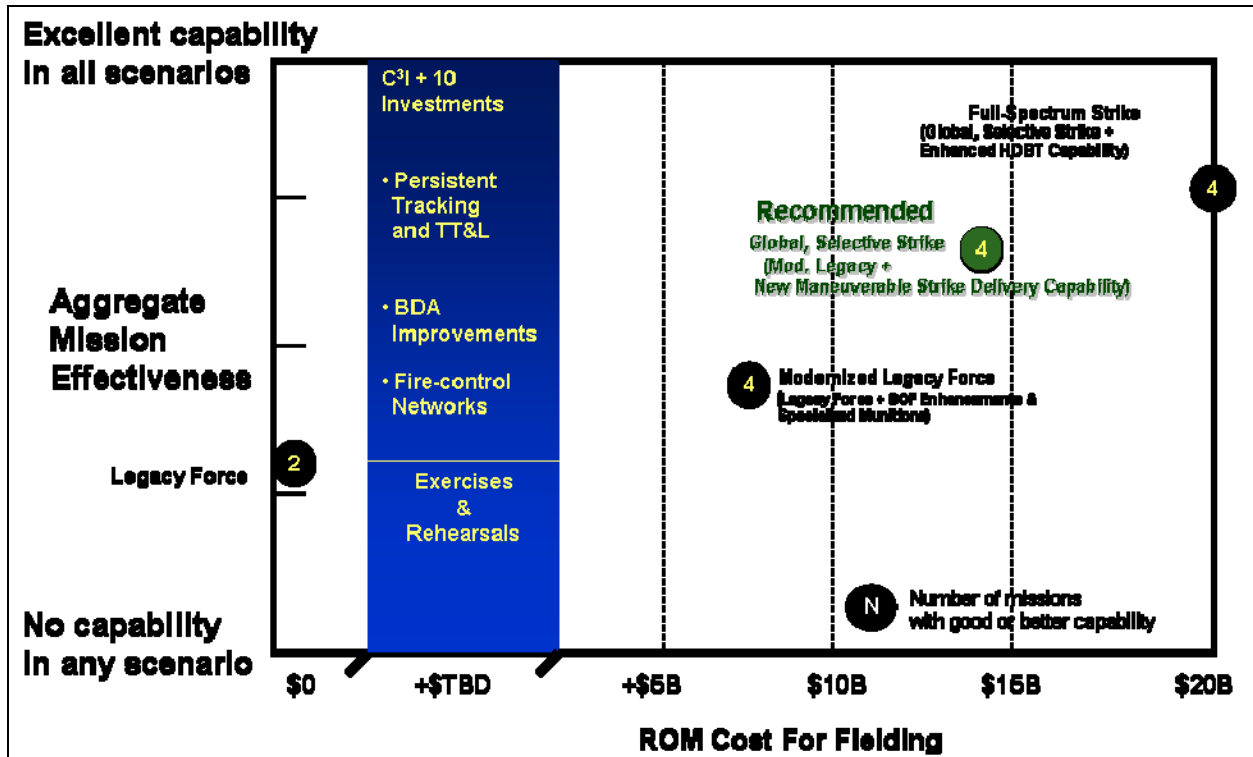 Excellent capability
in all scenarios
C³I + 10
Investments
• Persistent
Tracking
and TT&L
• BDA
Improvements
• Fire-control
Networks
Exercises
&
Rehearsals
Full-Spectrum Strike
(Global, Selective Strike +
Enhanced HDBT Capability)
4
Recommended
Global, Selective Strike
(Mod. Legacy +
New Maneuverable Strike Delivery Capability)
4
Aggregate
Mission
Effectiveness
4
Modernized Legacy Force
(Legacy Force + SOF Enhancements &
Specialized Munitions)
Legacy Force
2
N
Number of missions
with good or better capability
No capability
in any scenario
$0
+$TBD
+$5B
$10B
$15B
$20B
ROM Cost For Fielding